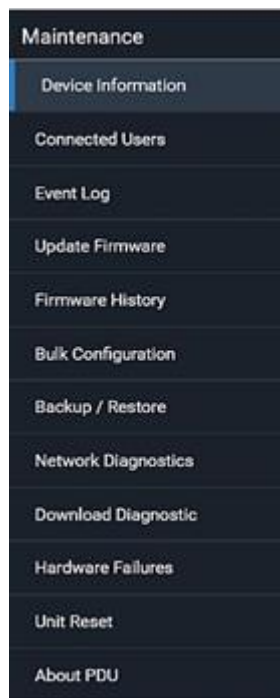 Maintenance
Device Information
Connected Users
Event Log
Update Firmware
Firmware History
Bulk Configuration
Backup / Restore
Network Diagnostics
Download Diagnostic
Hardware Failures
Unit Reset
About PDU